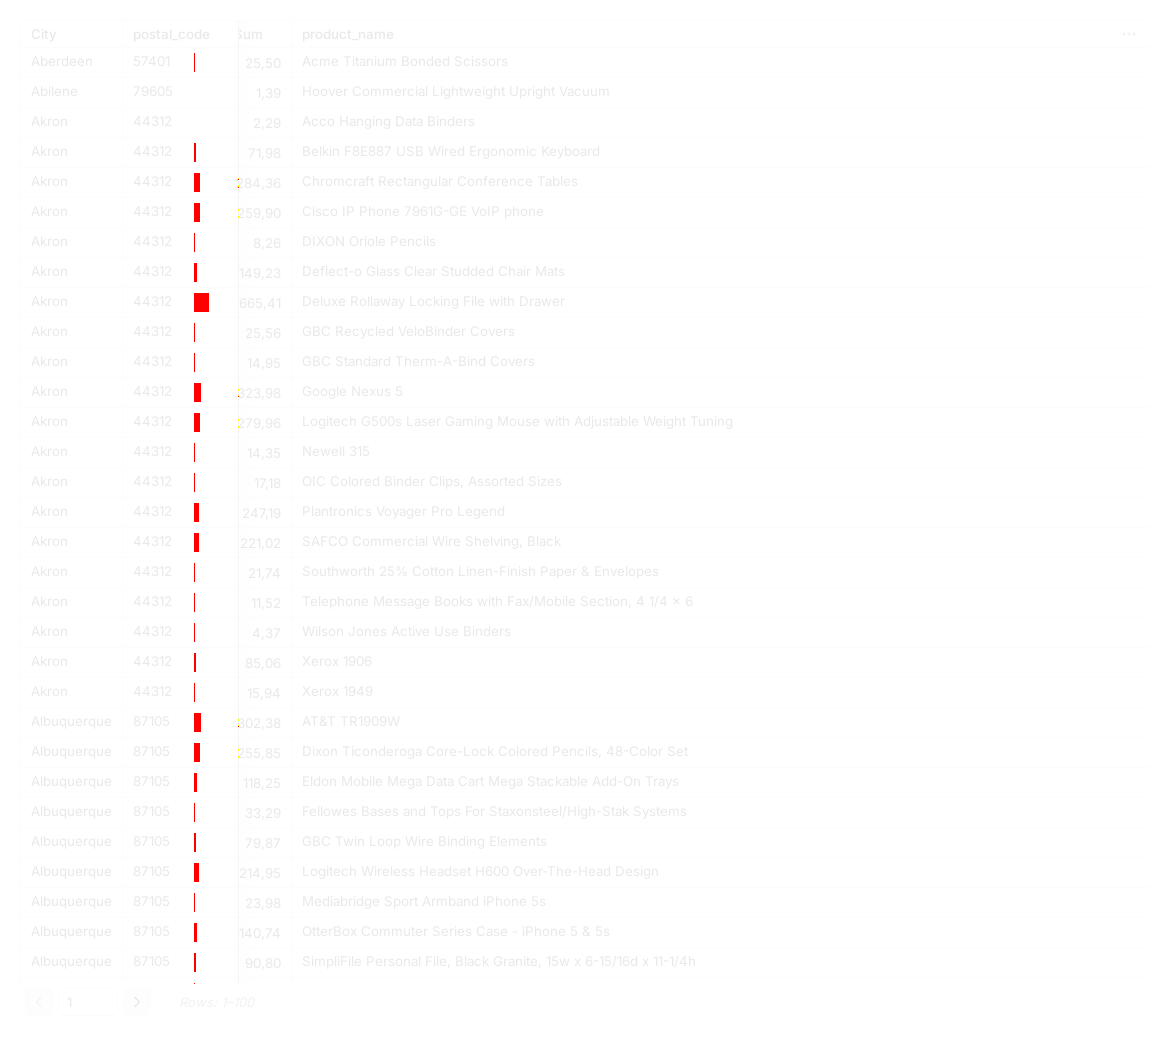 City postal_code Sum product_name
Aberdeen 57401 25,50 Acme Titanium Bonded Scissors
Abilene 79605 1,39 Hoover Commercial Lightweight Upright Vacuum
Akron 44312 2,29 Acco Hanging Data Binders
Akron 44312 71,98 Belkin F8E887 USB Wired Ergonomic Keyboard
Akron 44312 284,36 Chromcraft Rectangular Conference Tables
Akron 44312 259,90 Cisco IP Phone 7961G-GE VoIP phone
Akron 44312 8,26 DIXON Oriole Pencils
Akron 44312 149,23 Deflect-o Glass Clear Studded Chair Mats
Akron 44312 665,41 Deluxe Rollaway Locking File with Drawer
Akron 44312 25,56 GBC Recycled VeloBinder Covers
Akron 44312 14,95 GBC Standard Therm-A-Bind Covers
Akron 44312 323,98 Google Nexus 5
Akron 44312 279,96 Logitech G500s Laser Gaming Mouse with Adjustable Weight Tuning
Akron 44312 14,35 Newell 315
Akron 44312 17,18 OIC Colored Binder Clips, Assorted Sizes
Akron 44312 247,19 Plantronics Voyager Pro Legend
Akron 44312 221,02 SAFCO Commercial Wire Shelving, Black
Akron 44312 21,74 Southworth 25% Cotton Linen-Finish Paper & Envelopes
Akron 44312 11,52 Telephone Message Books with Fax/Mobile Section, 4 1/4 x 6
Akron 44312 4,37 Wilson Jones Active Use Binders
Akron 44312 85,06 Xerox 1906
Akron 44312 15,94 Xerox 1949
Albuquerque 87105 302,38 AT&T TR1909W
Albuquerque 87105 255,85 Dixon Ticonderoga Core-Lock Colored Pencils, 48-Color Set
Albuquerque 87105 118,25 Eldon Mobile Mega Data Cart Mega Stackable Add-On Trays
Albuquerque 87105 33,29 Fellowes Bases and Tops For Staxonsteel/High-Stak Systems
Albuquerque 87105 79,87 GBC Twin Loop Wire Binding Elements
Albuquerque 87105 214,95 Logitech Wireless Headset H600 Over-The-Head Design
Albuquerque 87105 23,98 Mediabridge Sport Armband iPhone 5s
Albuquerque 87105 140,74 OtterBox Commuter Series Case - iPhone 5 & 5s
Albuquerque 87105 90,80 SimpliFile Personal File, Black Granite, 15w x 6-15/16d x 11-1/4h
1 Rows: 1–100